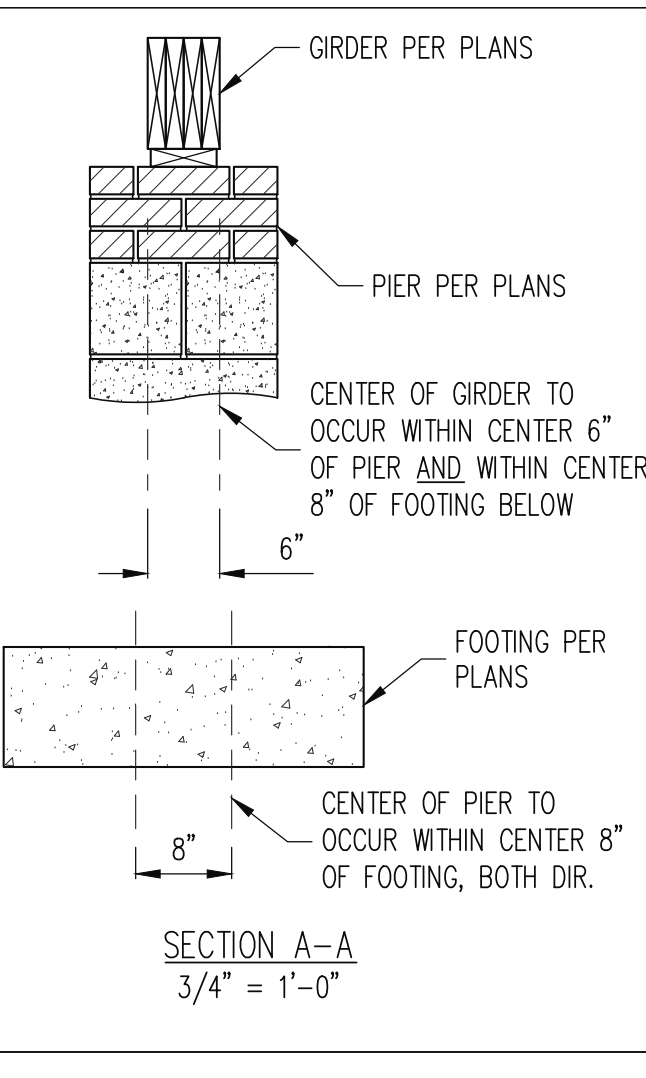 GIRDER PER PLANS
PIER PER PLANS
CENTER OF GIRDER TO
OCCUR WITHIN CENTER 6”
OF PIER AND WITHIN CENTER
8” OF FOOTING BELOW
6”
FOOTING PER
PLANS
CENTER OF PIER TO
OCCUR WITHIN CENTER 8”
OF FOOTING, BOTH DIR.
8”
SECTION A–A
3/4” = 1’–0”